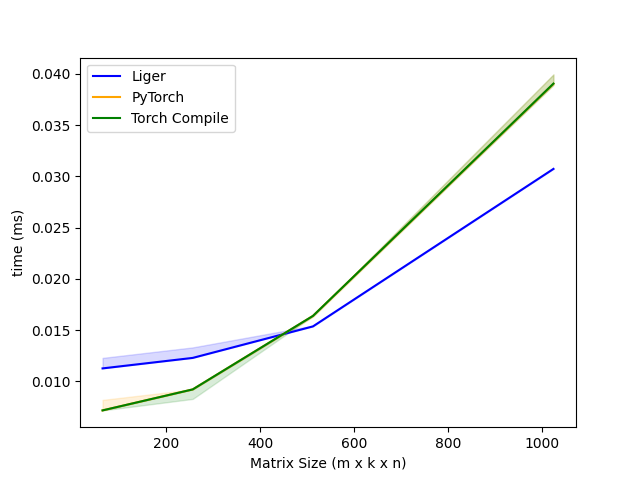 Liger
PyTorch
Torch Compile
0.040
0.035
0.030
0.025
0.020
0.015
0.010
time (ms)
200 400 600 800 1000
Matrix Size (m x k x n)